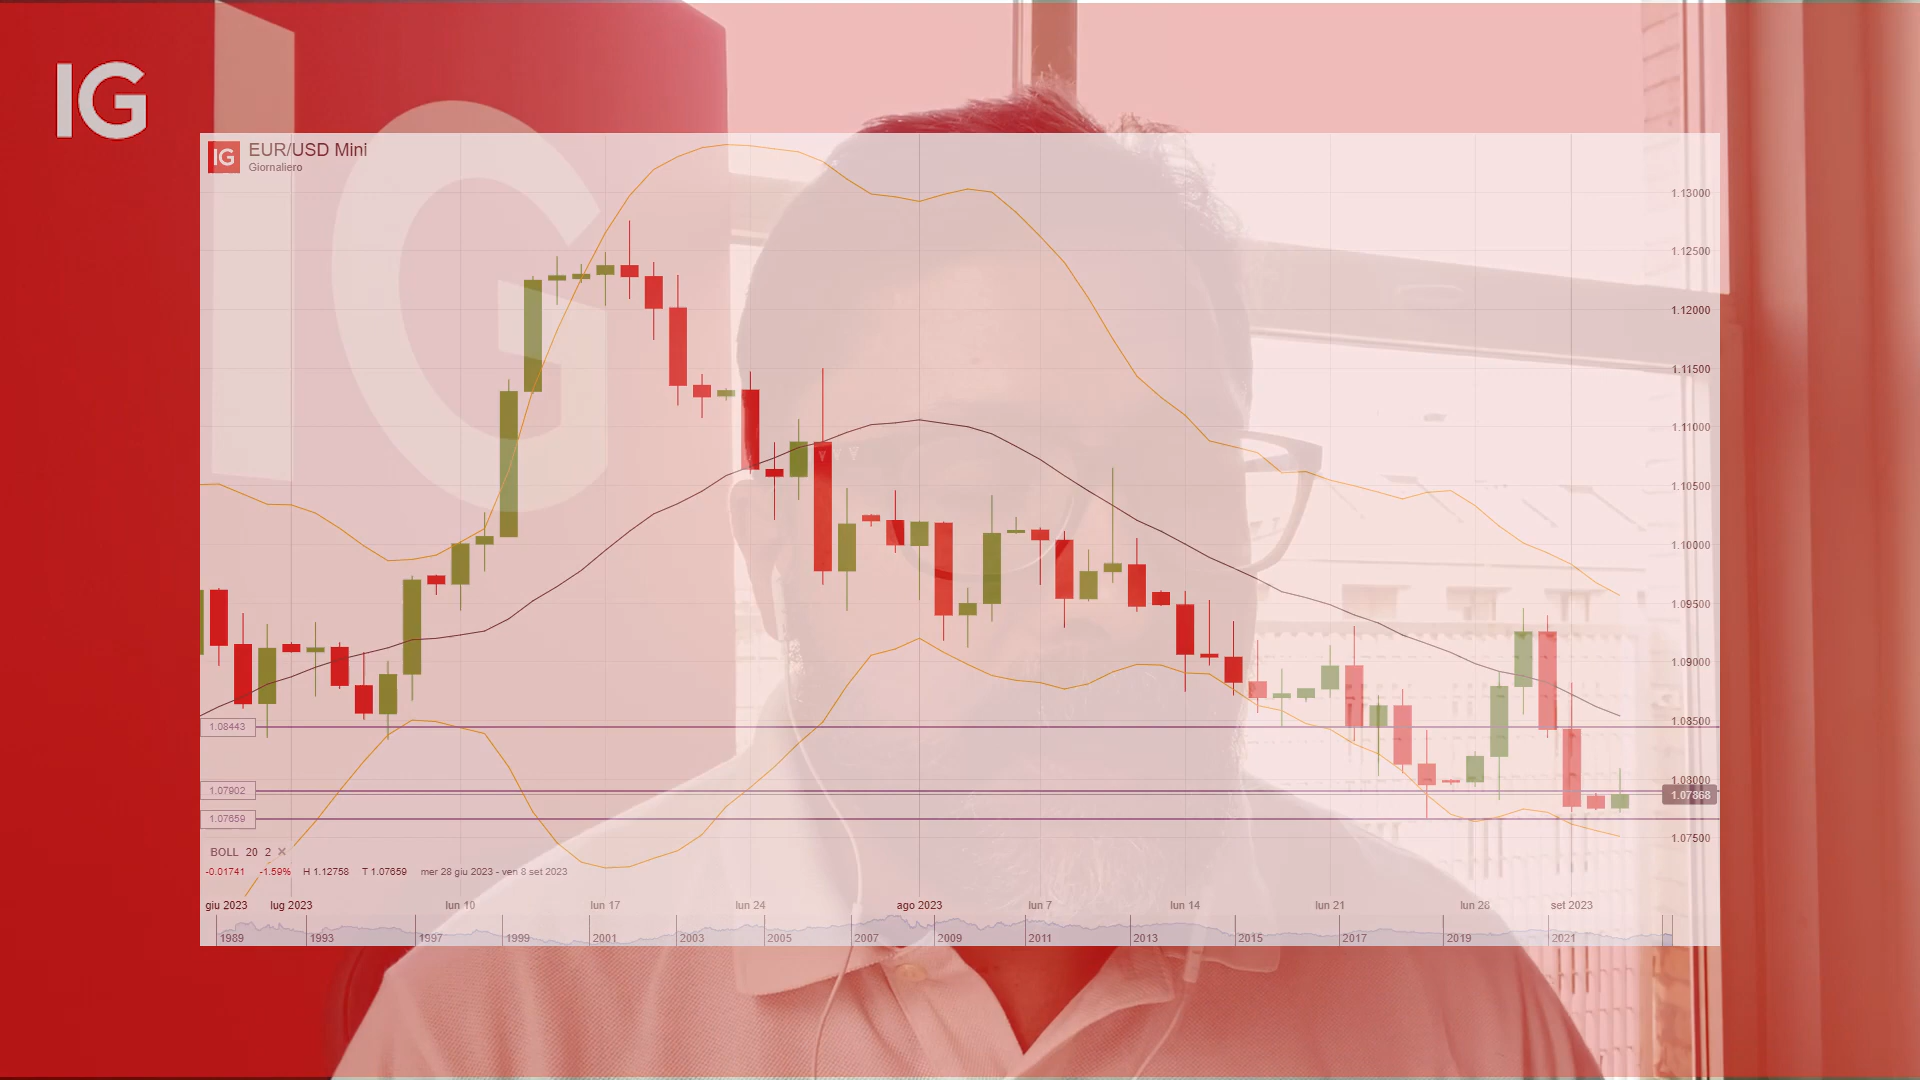 IG
IG EUR/USD Mini
Giornaliero
1.13000
1.12500
1.12000
1.11500
1.11000
1.10500
1.10000
1.09500
1.09000
1.08500
1.08443
1.08000
1.07902
1.07868
1.07659
1.07500
BOLL 20 2 ×
-0.01741 -1.59% H 1.12758 T 1.07659 mer 28 giu 2023 - ven 8 set 2023
giu 2023 lug 2023 lun 10 lun 17 lun 24 ago 2023 lun 7 lun 14 lun 21 lun 28 set 2023
1989 1993 1997 1999 2001 2003 2005 2007 2009 2011 2013 2015 2017 2019 2021
IG